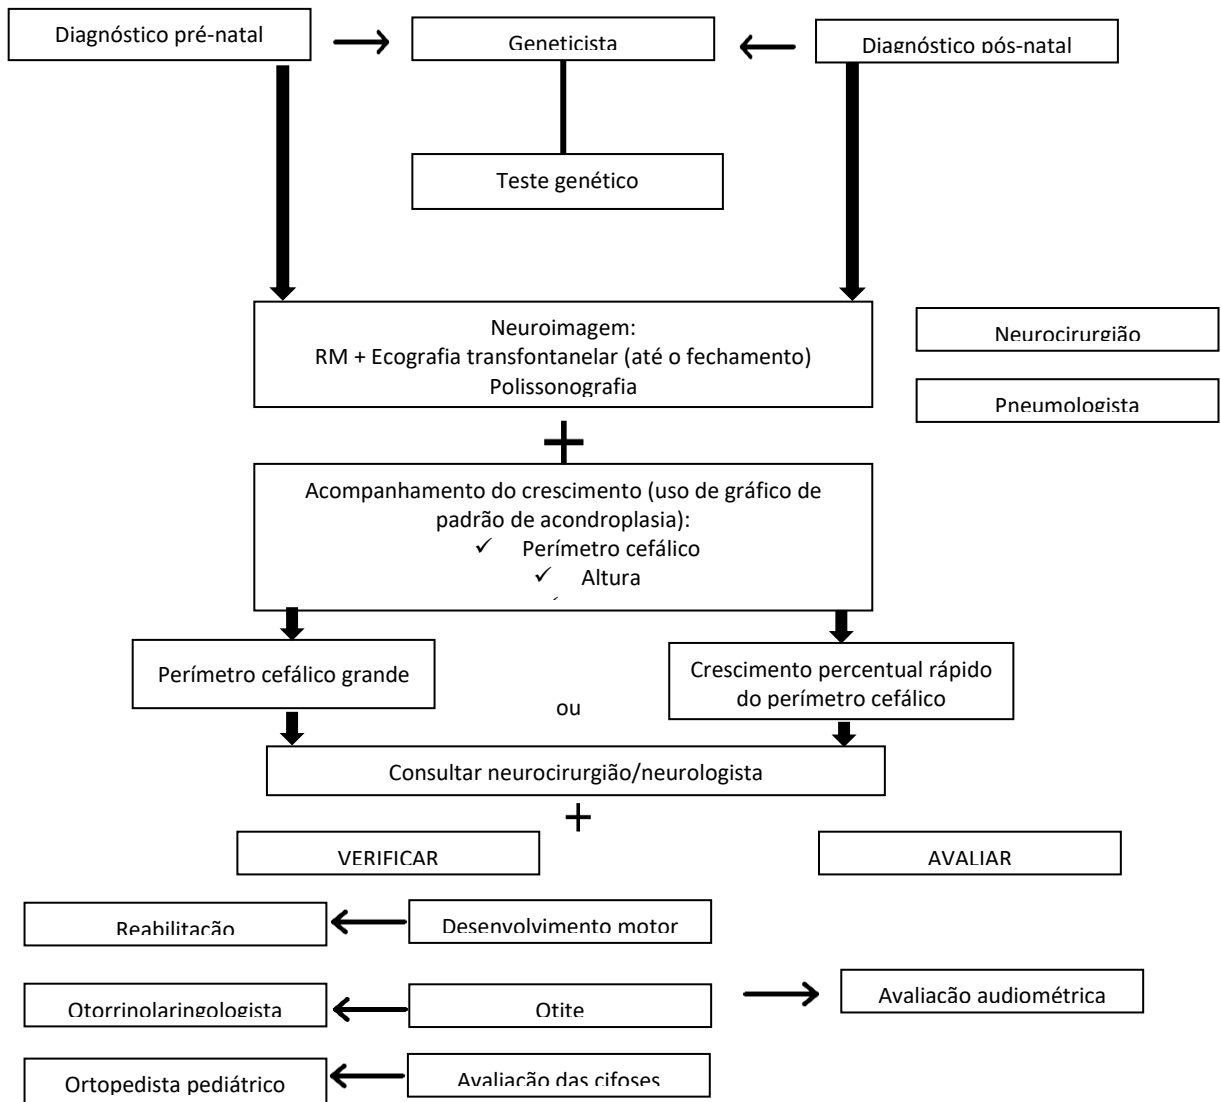 Diagnóstico pré-natal
Geneticista
Diagnóstico pós-natal
Teste genético
Neuroimagem:
RM + Ecografia transfontanelar (até o fechamento)
Polissonografia
Neurocirurgião
Pneumologista
+
Acompanhamento do crescimento (uso de gráfico de
padrão de acondroplasia):
✓ Perímetro cefálico
✓ Altura
Perímetro cefálico grande
ou
Crescimento percentual rápido
do perímetro cefálico
Consultar neurocirurgião/neurologista
+
VERIFICAR
AVALIAR
Reabilitação
Desenvolvimento motor
Otorrinolaringologista
Otite
Avaliação audiométrica
Ortopedista pediátrico
Avaliação das cifoses